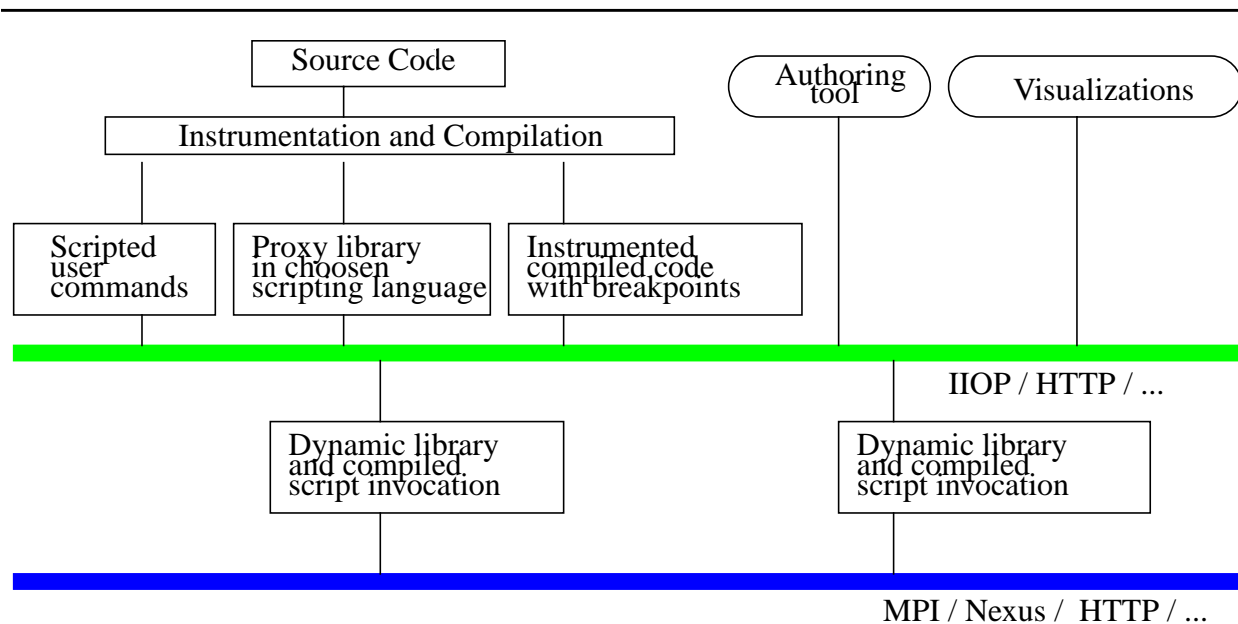 Source Code
Authoring
tool
Visualizations
Instrumentation and Compilation
Scripted
user
commands
Proxy library
in choosen
scripting language
Instrumented
compiled code
with breakpoints
IIOP / HTTP / ...
Dynamic library
and compiled.
script invocation
Dynamic library
and compiled.
script invocation
MPI / Nexus / HTTP / ...